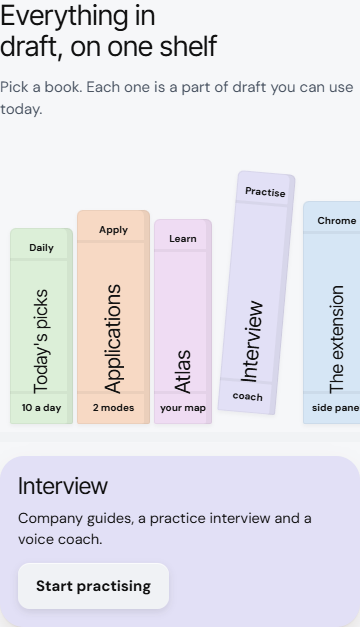 Everything in
draft, on one shelf
Pick a book. Each one is a part of draft you can use
today.
Daily
Today's picks
10 a day
Apply
Applications
2 modes
Learn
Atlas
your map
Practise
Interview
coach
Chrome
The extension
side pane
Interview
Company guides, a practice interview and a
voice coach.
Start practising